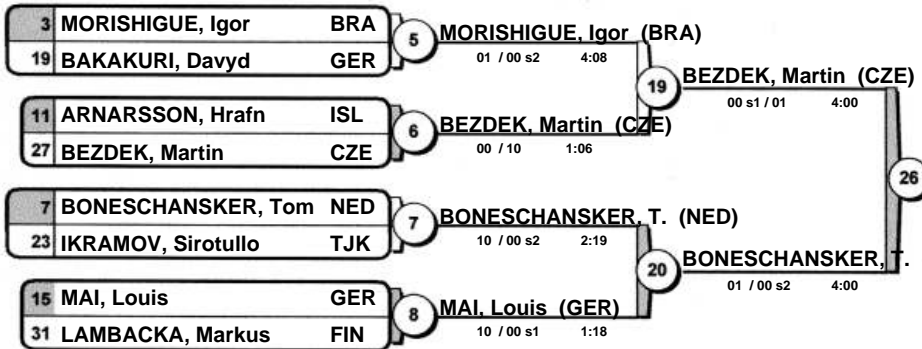 3 MORISHIGUE, Igor BRA
19 BAKAKURI, Davyd GER
5
MORISHIGUE, Igor (BRA)
01 / 00 s2 4:08
11 ARNARSSON, Hrafn ISL
27 BEZDEK, Martin CZE
6
BEZDEK, Martin (CZE)
00 / 10 1:06
19
BEZDEK, Martin (CZE)
00 s1 / 01 4:00
7 BONESCHANSKER, Tom NED
23 IKRAMOV, Sirotullo TJK
7
BONESCHANSKER, T. (NED)
10 / 00 s2 2:19
15 MAI, Louis GER
31 LAMBACKA, Markus FIN
8
MAI, Louis (GER)
10 / 00 s1 1:18
20
BONESCHANSKER, T.
01 / 00 s2 4:00
26